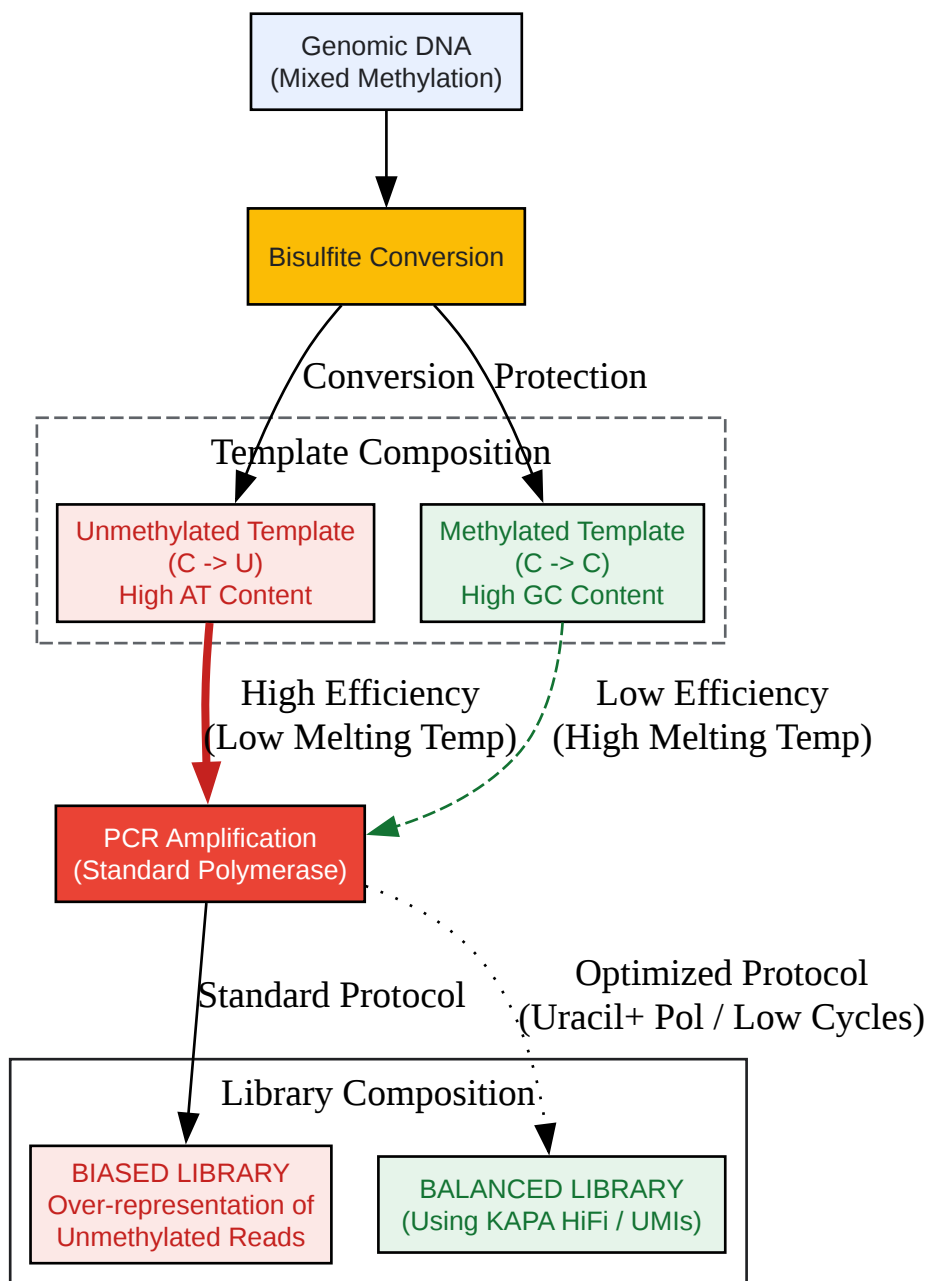 Genomic DNA
(Mixed Methylation)
Bisulfite Conversion
Conversion
Protection
Template Composition
Unmethylated Template
(C -> U)
High AT Content
Methylated Template
(C -> C)
High GC Content
High Efficiency
(Low Melting Temp)
Low Efficiency
(High Melting Temp)
PCR Amplification
(Standard Polymerase)
Standard Protocol
Optimized Protocol
(Uracil+ Pol / Low Cycles)
Library Composition
BIASED LIBRARY
Over-representation of
Unmethylated Reads
BALANCED LIBRARY
(Using KAPA HiFi / UMIs)